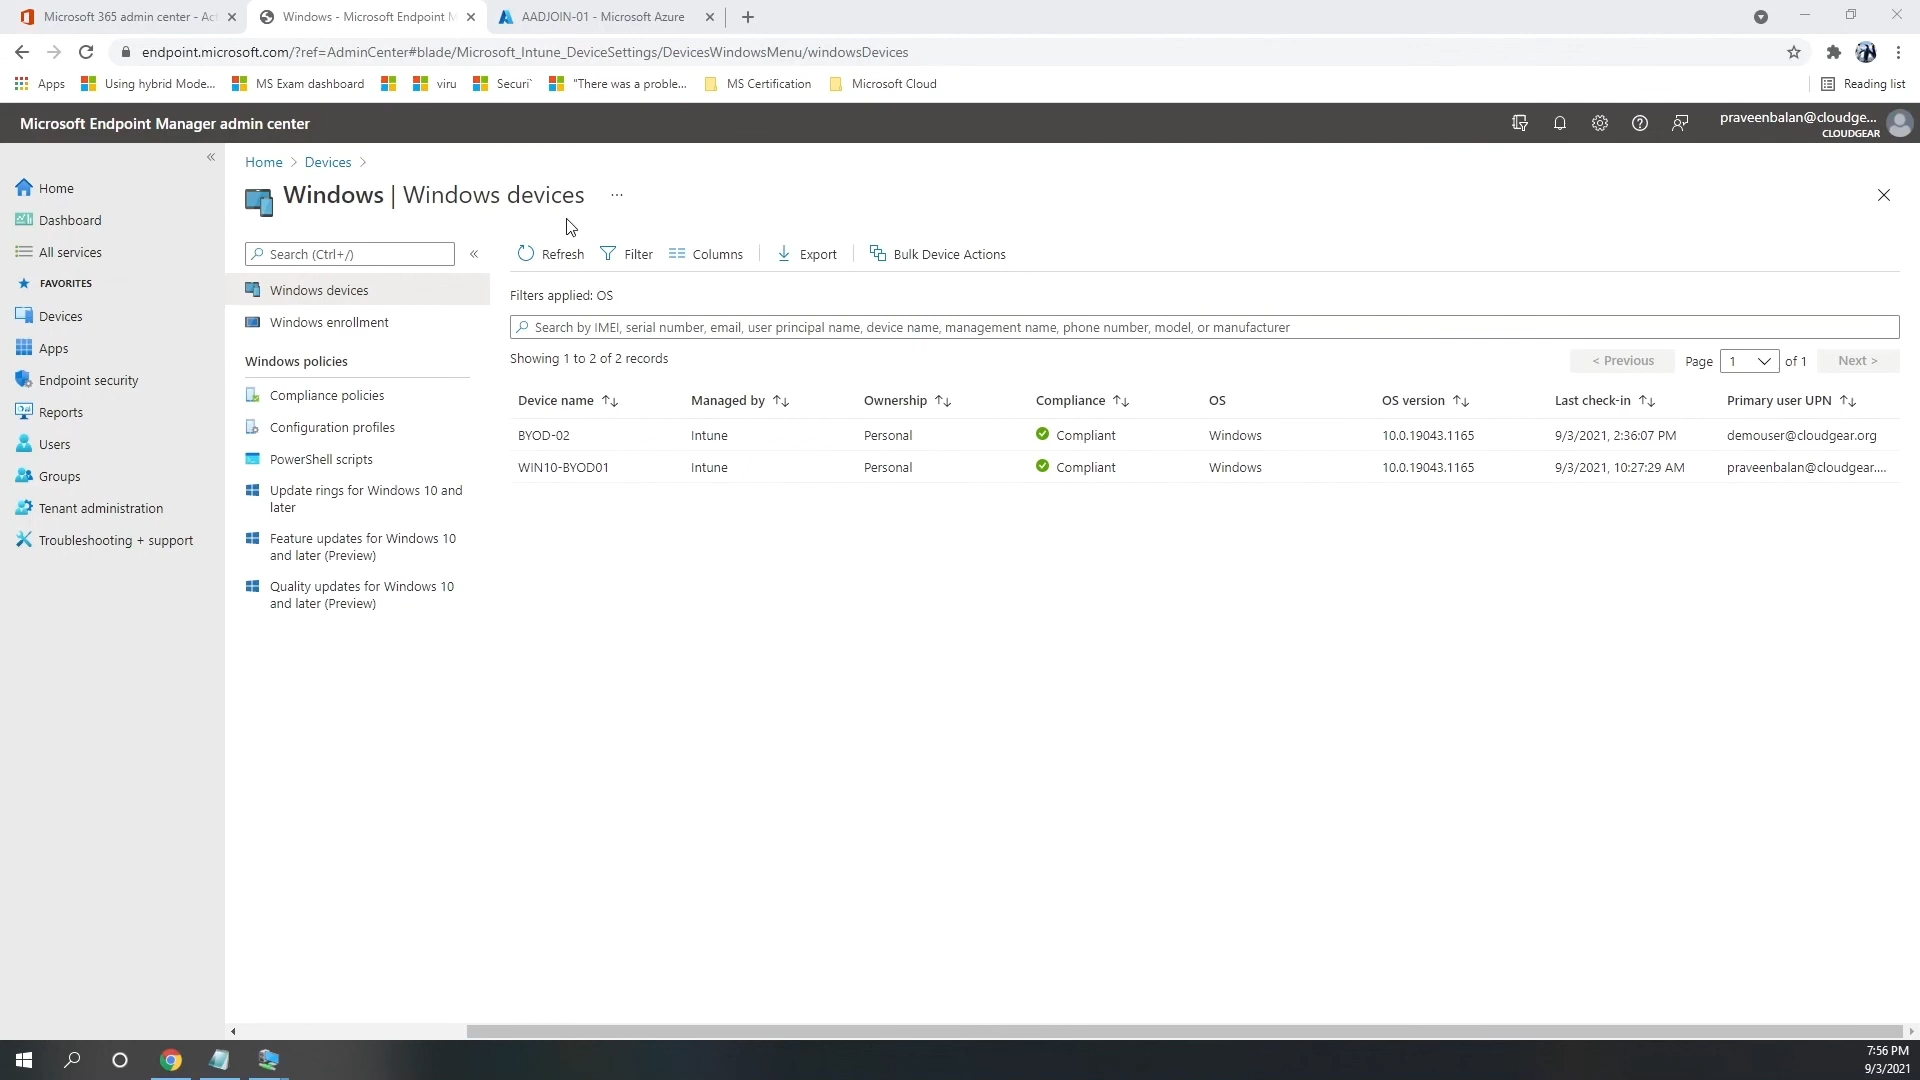 Microsoft 365 admin center - Act
Windows - Microsoft Endpoint M
AADJOIN-01 - Microsoft Azure
endpoint.microsoft.com/?ref=AdminCenter#blade/Microsoft_Intune_DeviceSettings/DevicesWindowsMenu/windowsDevices
Apps
Using hybrid Mode...
MS Exam dashboard
viru
Securi`
"There was a proble...
MS Certification
Microsoft Cloud
Reading list
Microsoft Endpoint Manager admin center
praveenbalan@cloudge...
CLOUDGEAR
Home
Dashboard
All services
FAVORITES
Devices
Apps
Endpoint security
Reports
Users
Groups
Tenant administration
Troubleshooting + support
Home > Devices >
Windows | Windows devices ...
Search (Ctrl+/)
Windows devices
Windows enrollment
Windows policies
Compliance policies
Configuration profiles
PowerShell scripts
Update rings for Windows 10 and
later
Feature updates for Windows 10
and later (Preview)
Quality updates for Windows 10
and later (Preview)
Refresh Filter Columns Export Bulk Device Actions
Filters applied: OS
Search by IMEI, serial number, email, user principal name, device name, management name, phone number, model, or manufacturer
Showing 1 to 2 of 2 records
< Previous Page 1 of 1 Next >
Device name Managed by Ownership Compliance OS OS version Last check-in Primary user UPN
BYOD-02 Intune Personal Compliant Windows 10.0.19043.1165 9/3/2021, 2:36:07 PM demouser@cloudgear.org
WIN10-BYOD01 Intune Personal Compliant Windows 10.0.19043.1165 9/3/2021, 10:27:29 AM praveenbalan@cloudgear....
7:56 PM
9/3/2021